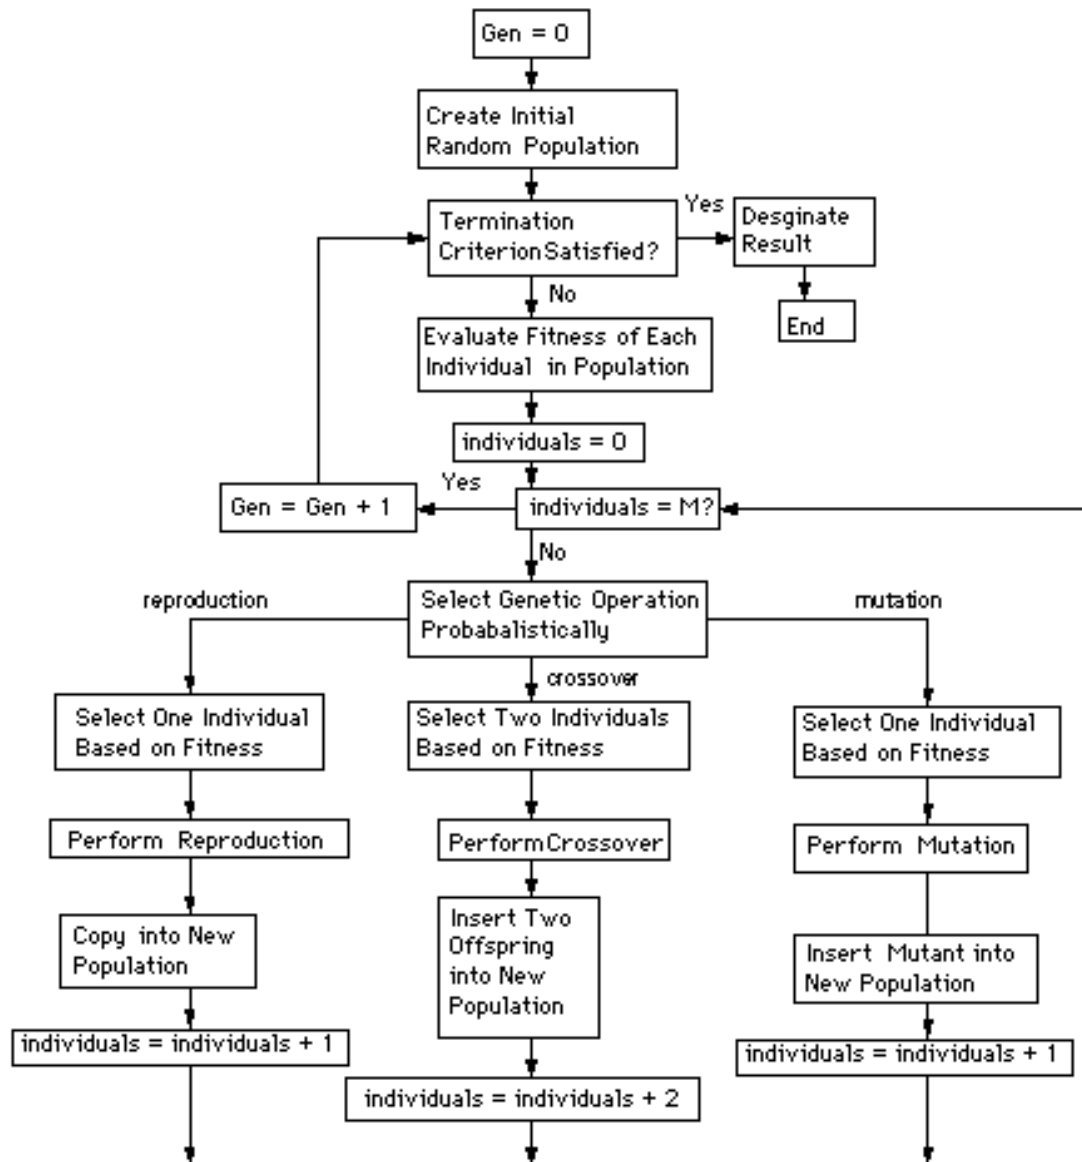 Gen = 0
Create Initial
Random Population
Termination
CriterionSatisfied?
Yes
Desginate
Result
End
No
Evaluate Fitness of Each
Individual in Population
individuals = 0
Yes
Gen = Gen + 1
individuals = M?
No
reproduction
Select Genetic Operation
Probabalistically
mutation
crossover
Select One Individual
Based on Fitness
Select Two Individuals
Based on Fitness
Select One Individual
Based on Fitness
Perform Reproduction
PerformCrossover
Perform Mutation
Copy into New
Population
Insert Two
Offspring
into New
Population
Insert Mutant into
New Population
individuals = individuals + 1
individuals = individuals + 2
individuals = individuals + 1